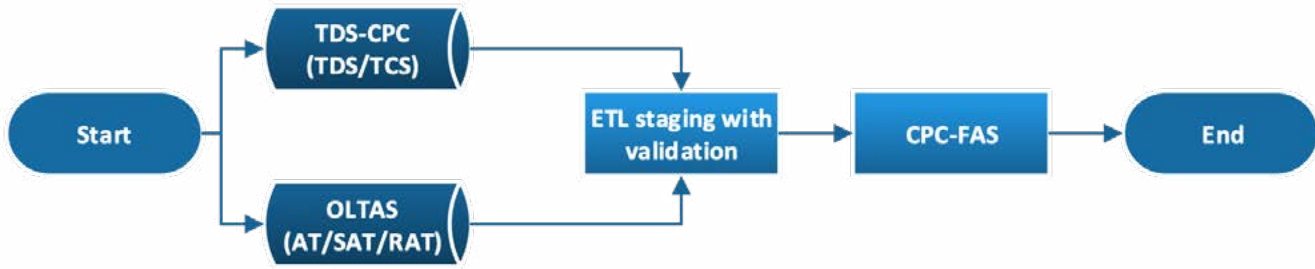 TDS-CPC
(TDS/TCS)
Start
ETL staging with
validation
CPC-FAS
End
OLTAS
(AT/SAT/RAT)